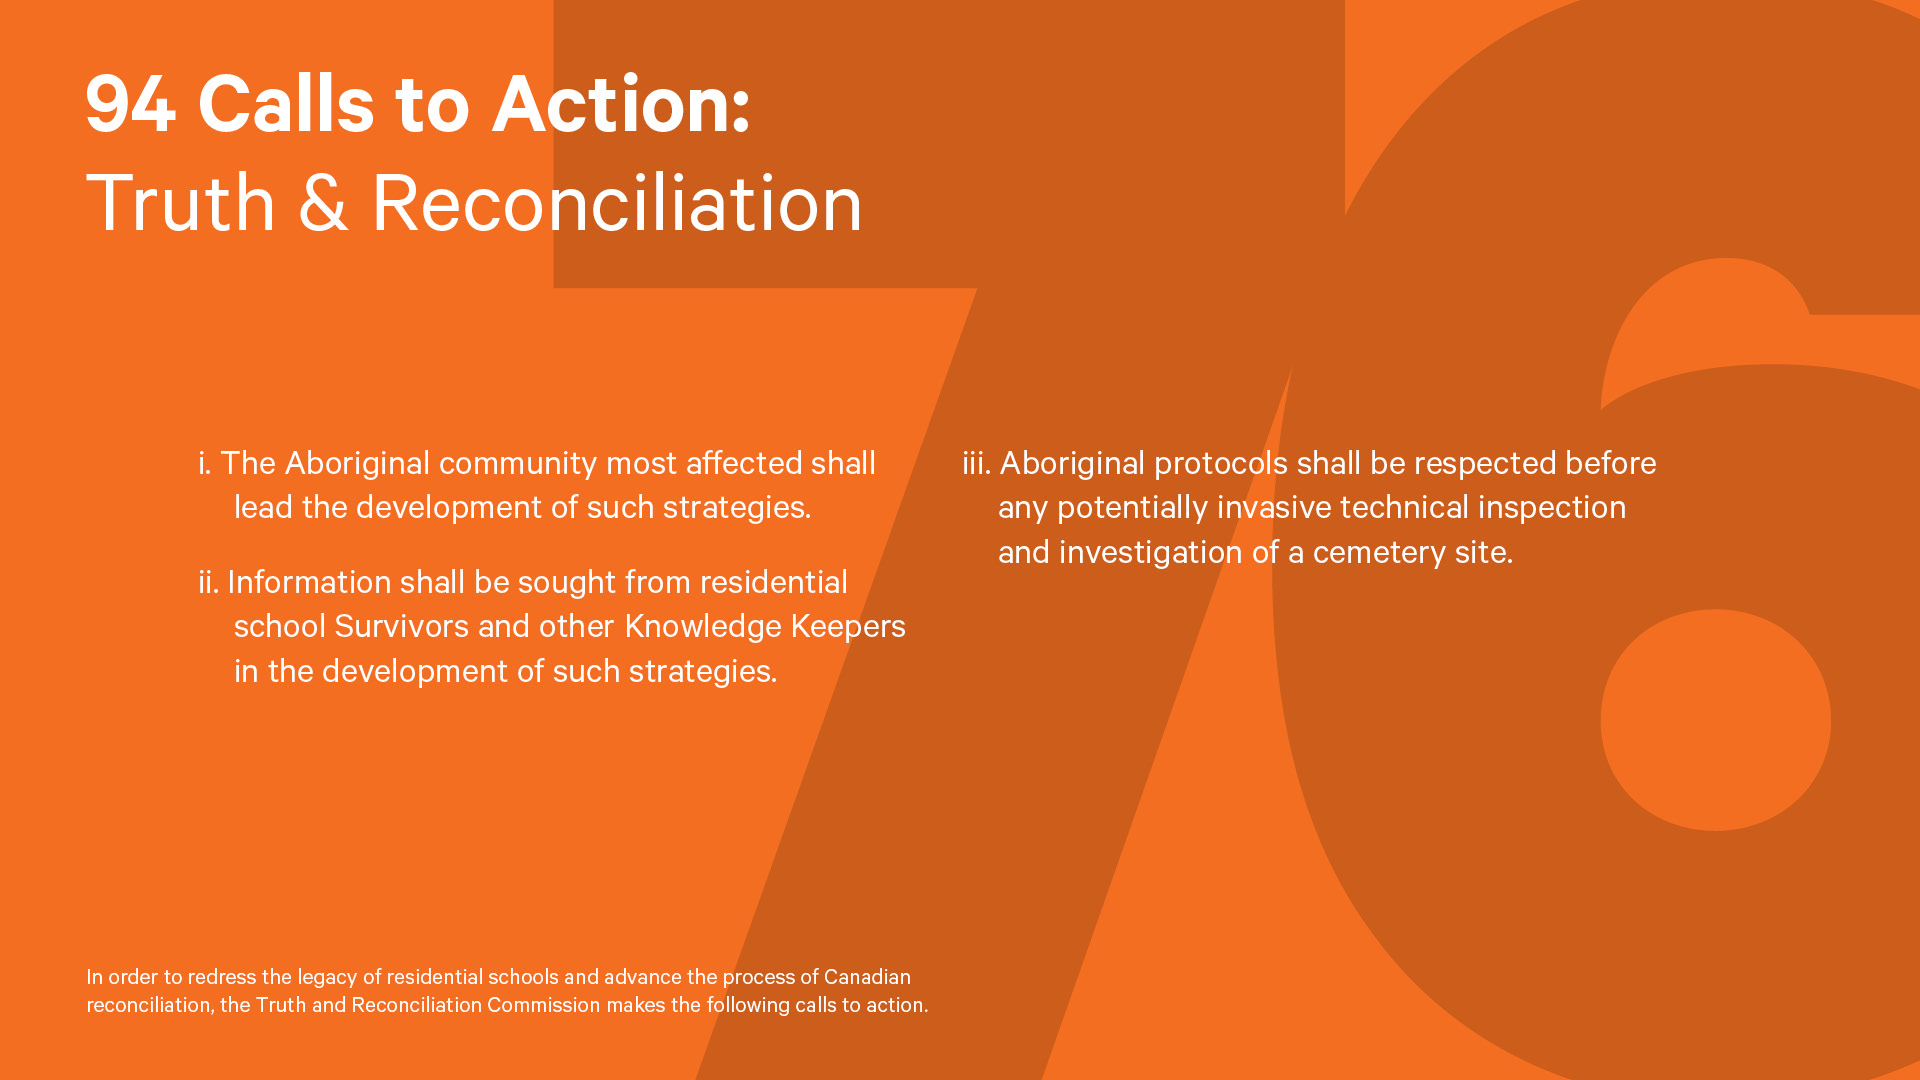 94 Calls to Action:
Truth & Reconciliation
76
i. The Aboriginal community most affected shall
lead the development of such strategies.
ii. Information shall be sought from residential
school Survivors and other Knowledge Keepers
in the development of such strategies.
iii. Aboriginal protocols shall be respected before
any potentially invasive technical inspection
and investigation of a cemetery site.
In order to redress the legacy of residential schools and advance the process of Canadian
reconciliation, the Truth and Reconciliation Commission makes the following calls to action.